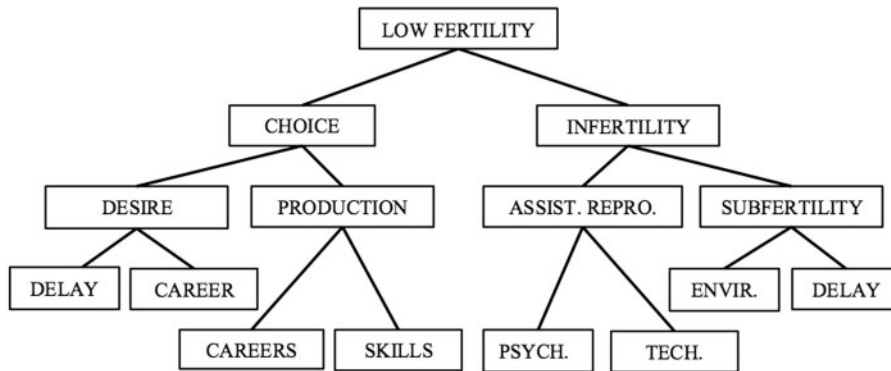 LOW FERTILITY
CHOICE
INFERTILITY
DESIRE
PRODUCTION
ASSIST. REPRO.
SUBFERTILITY
DELAY
CAREER
ENVIR.
DELAY
CAREERS
SKILLS
PSYCH.
TECH.